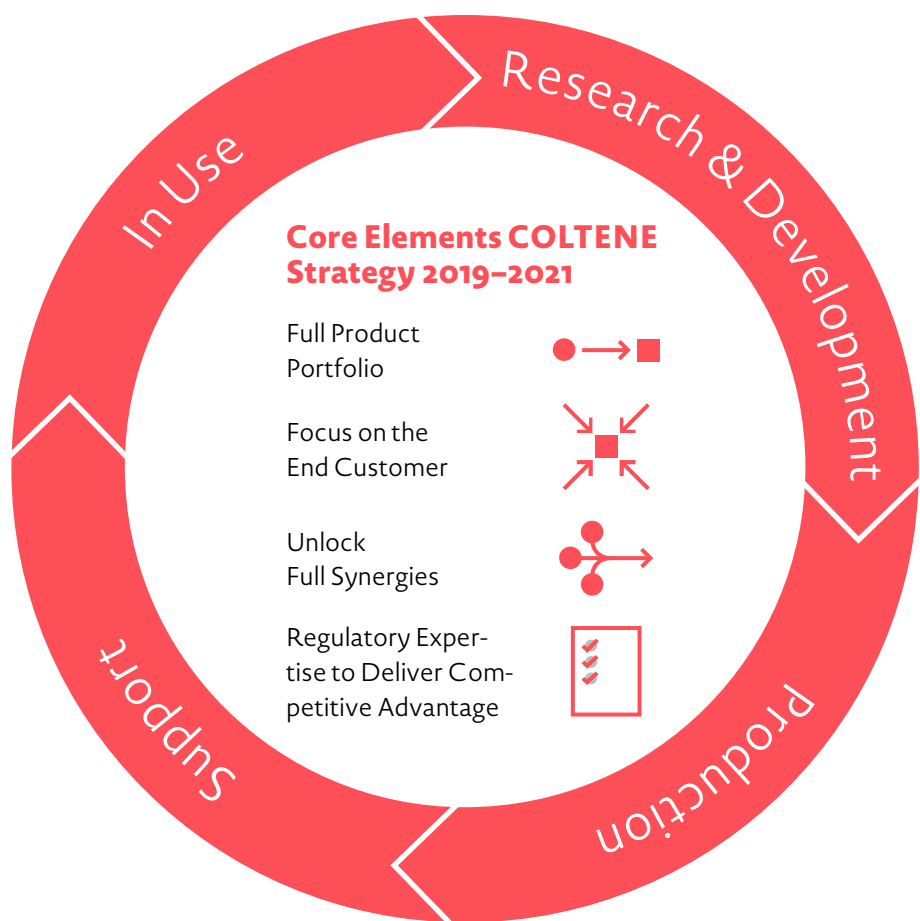 Research & Development
Production
Support
In Use
Core Elements COLTENE
Strategy 2019–2021
Full Product
Portfolio
Focus on the
End Customer
Unlock
Full Synergies
Regulatory Exper-
tise to Deliver Com-
petitive Advantage